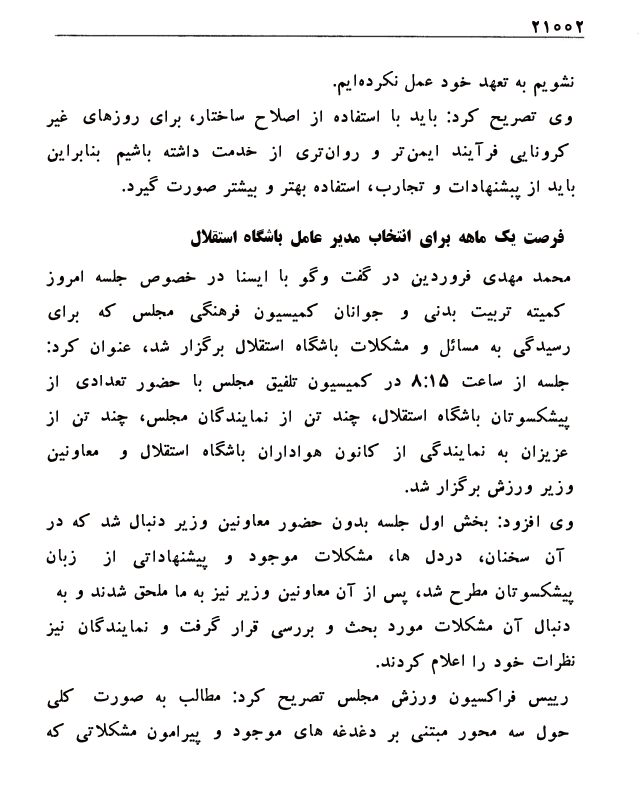 ۲۱۰۰۲
نشویم به تعهد خود عمل نکرده‌ایم.
وی تصریح کرد: باید با استفاده از اصلاح ساختار، برای روزهای غیر
کرونایی فرآیند ایمن‌تر و روان‌تری از خدمت داشته باشیم بنابراین
باید از پیشنهادات و تجارب، استفاده بهتر و بیشتر صورت گیرد.
فرصت یک ماهه برای انتخاب مدیر عامل باشگاه استقلال
محمد مهدی فروردین در گفت وگو با ایسنا در خصوص جلسه امروز
کمیته تربیت بدنی و جوانان کمیسیون فرهنگی مجلس که برای
رسیدگی به مسائل و مشکلات باشگاه استقلال برگزار شد، عنوان کرد:
جلسه از ساعت ۸:۱۵ در کمیسیون تلفیق مجلس با حضور تعدادی از
پیشکسوتان باشگاه استقلال، چند تن از نمایندگان مجلس، چند تن از
عزیزان به نمایندگی از کانون هواداران باشگاه استقلال و معاونین
وزیر ورزش برگزار شد.
وی افزود: بخش اول جلسه بدون حضور معاونین وزیر دنبال شد که در
آن سخنان، دردل ها، مشکلات موجود و پیشنهاداتی از زبان
پیشکسوتان مطرح شد، پس از آن معاونین وزیر نیز به ما ملحق شدند و به
دنبال آن مشکلات مورد بحث و بررسی قرار گرفت و نمایندگان نیز
نظرات خود را اعلام کردند.
رییس فراکسیون ورزش مجلس تصریح کرد: مطالب به صورت کلی
حول سه محور مبتنی بر دغدغه های موجود و پیرامون مشکلاتی که